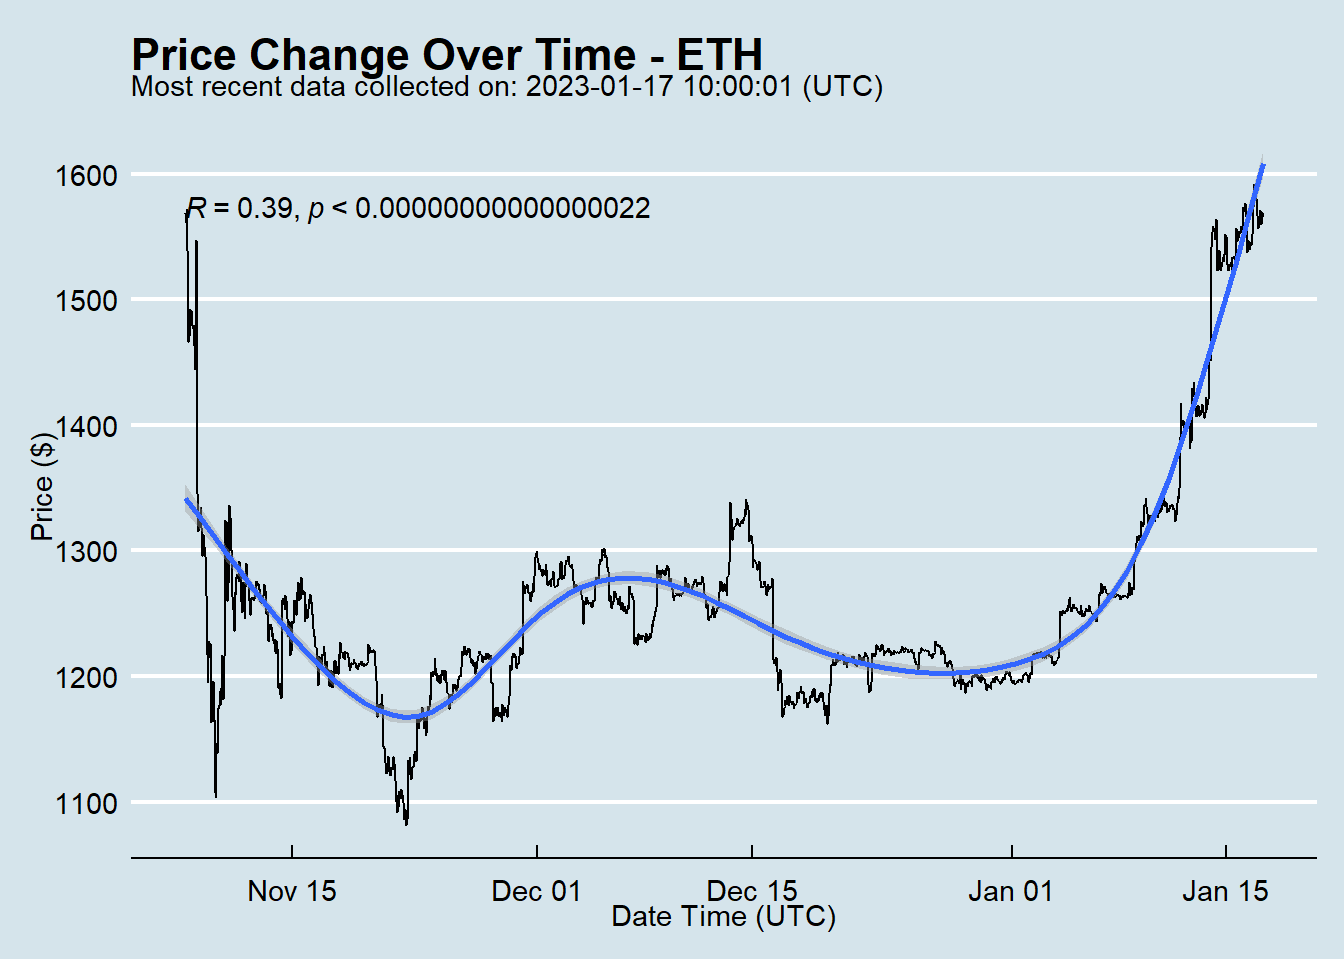 Price Change Over Time - ETH
Most recent data collected on: 2023-01-17 10:00:01 (UTC)
R = 0.39, p < 0.00000000000000022
1600
1500
1400
1300
1200
1100
Price ($)
Nov 15
Dec 01
Dec 15
Jan 01
Jan 15
Date Time (UTC)